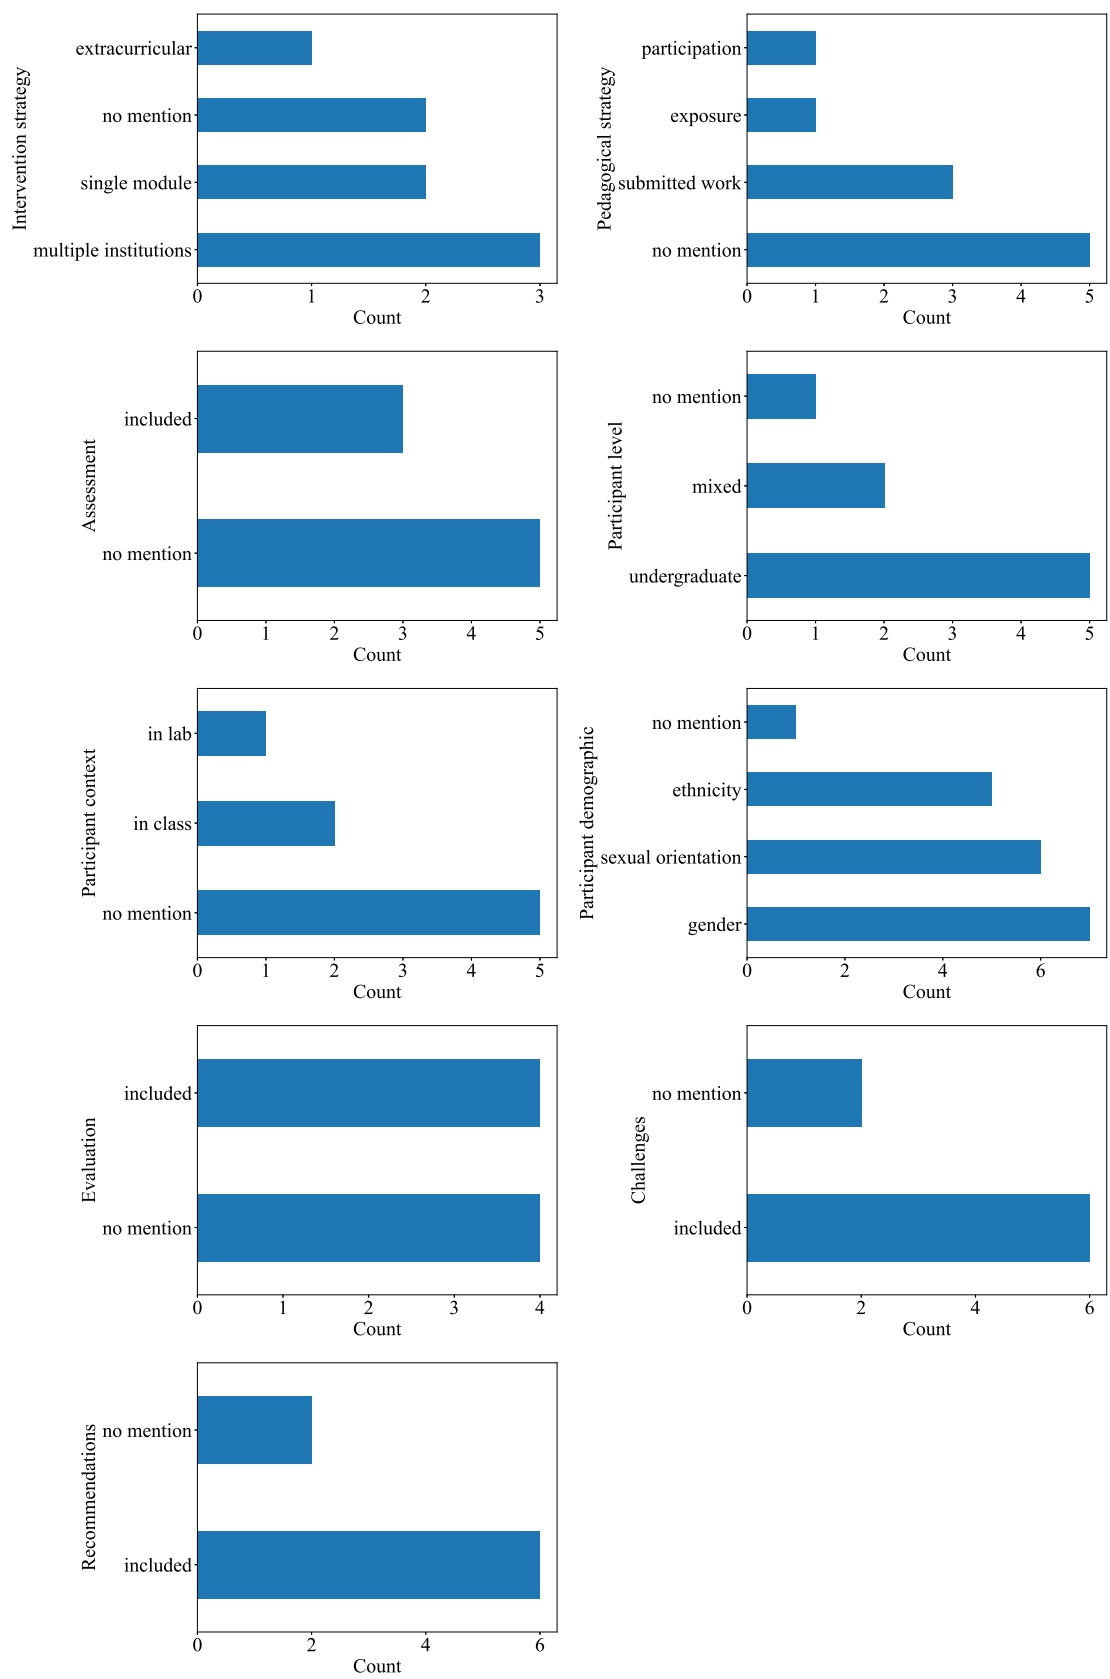 Intervention strategy
extracurricular
no mention
single module
multiple institutions
0 1 2 3
Count
Pedagogical strategy
participation
exposure
submitted work
no mention
0 1 2 3 4 5
Count
Assessment
included
no mention
0 1 2 3 4 5
Count
Participant level
no mention
mixed
undergraduate
0 1 2 3 4 5
Count
Participant context
in lab
in class
no mention
0 1 2 3 4 5
Count
Participant demographic
no mention
ethnicity
sexual orientation
gender
0 2 4 6
Count
Evaluation
included
no mention
0 1 2 3 4
Count
Challenges
no mention
included
0 2 4 6
Count
Recommendations
no mention
included
0 2 4 6
Count